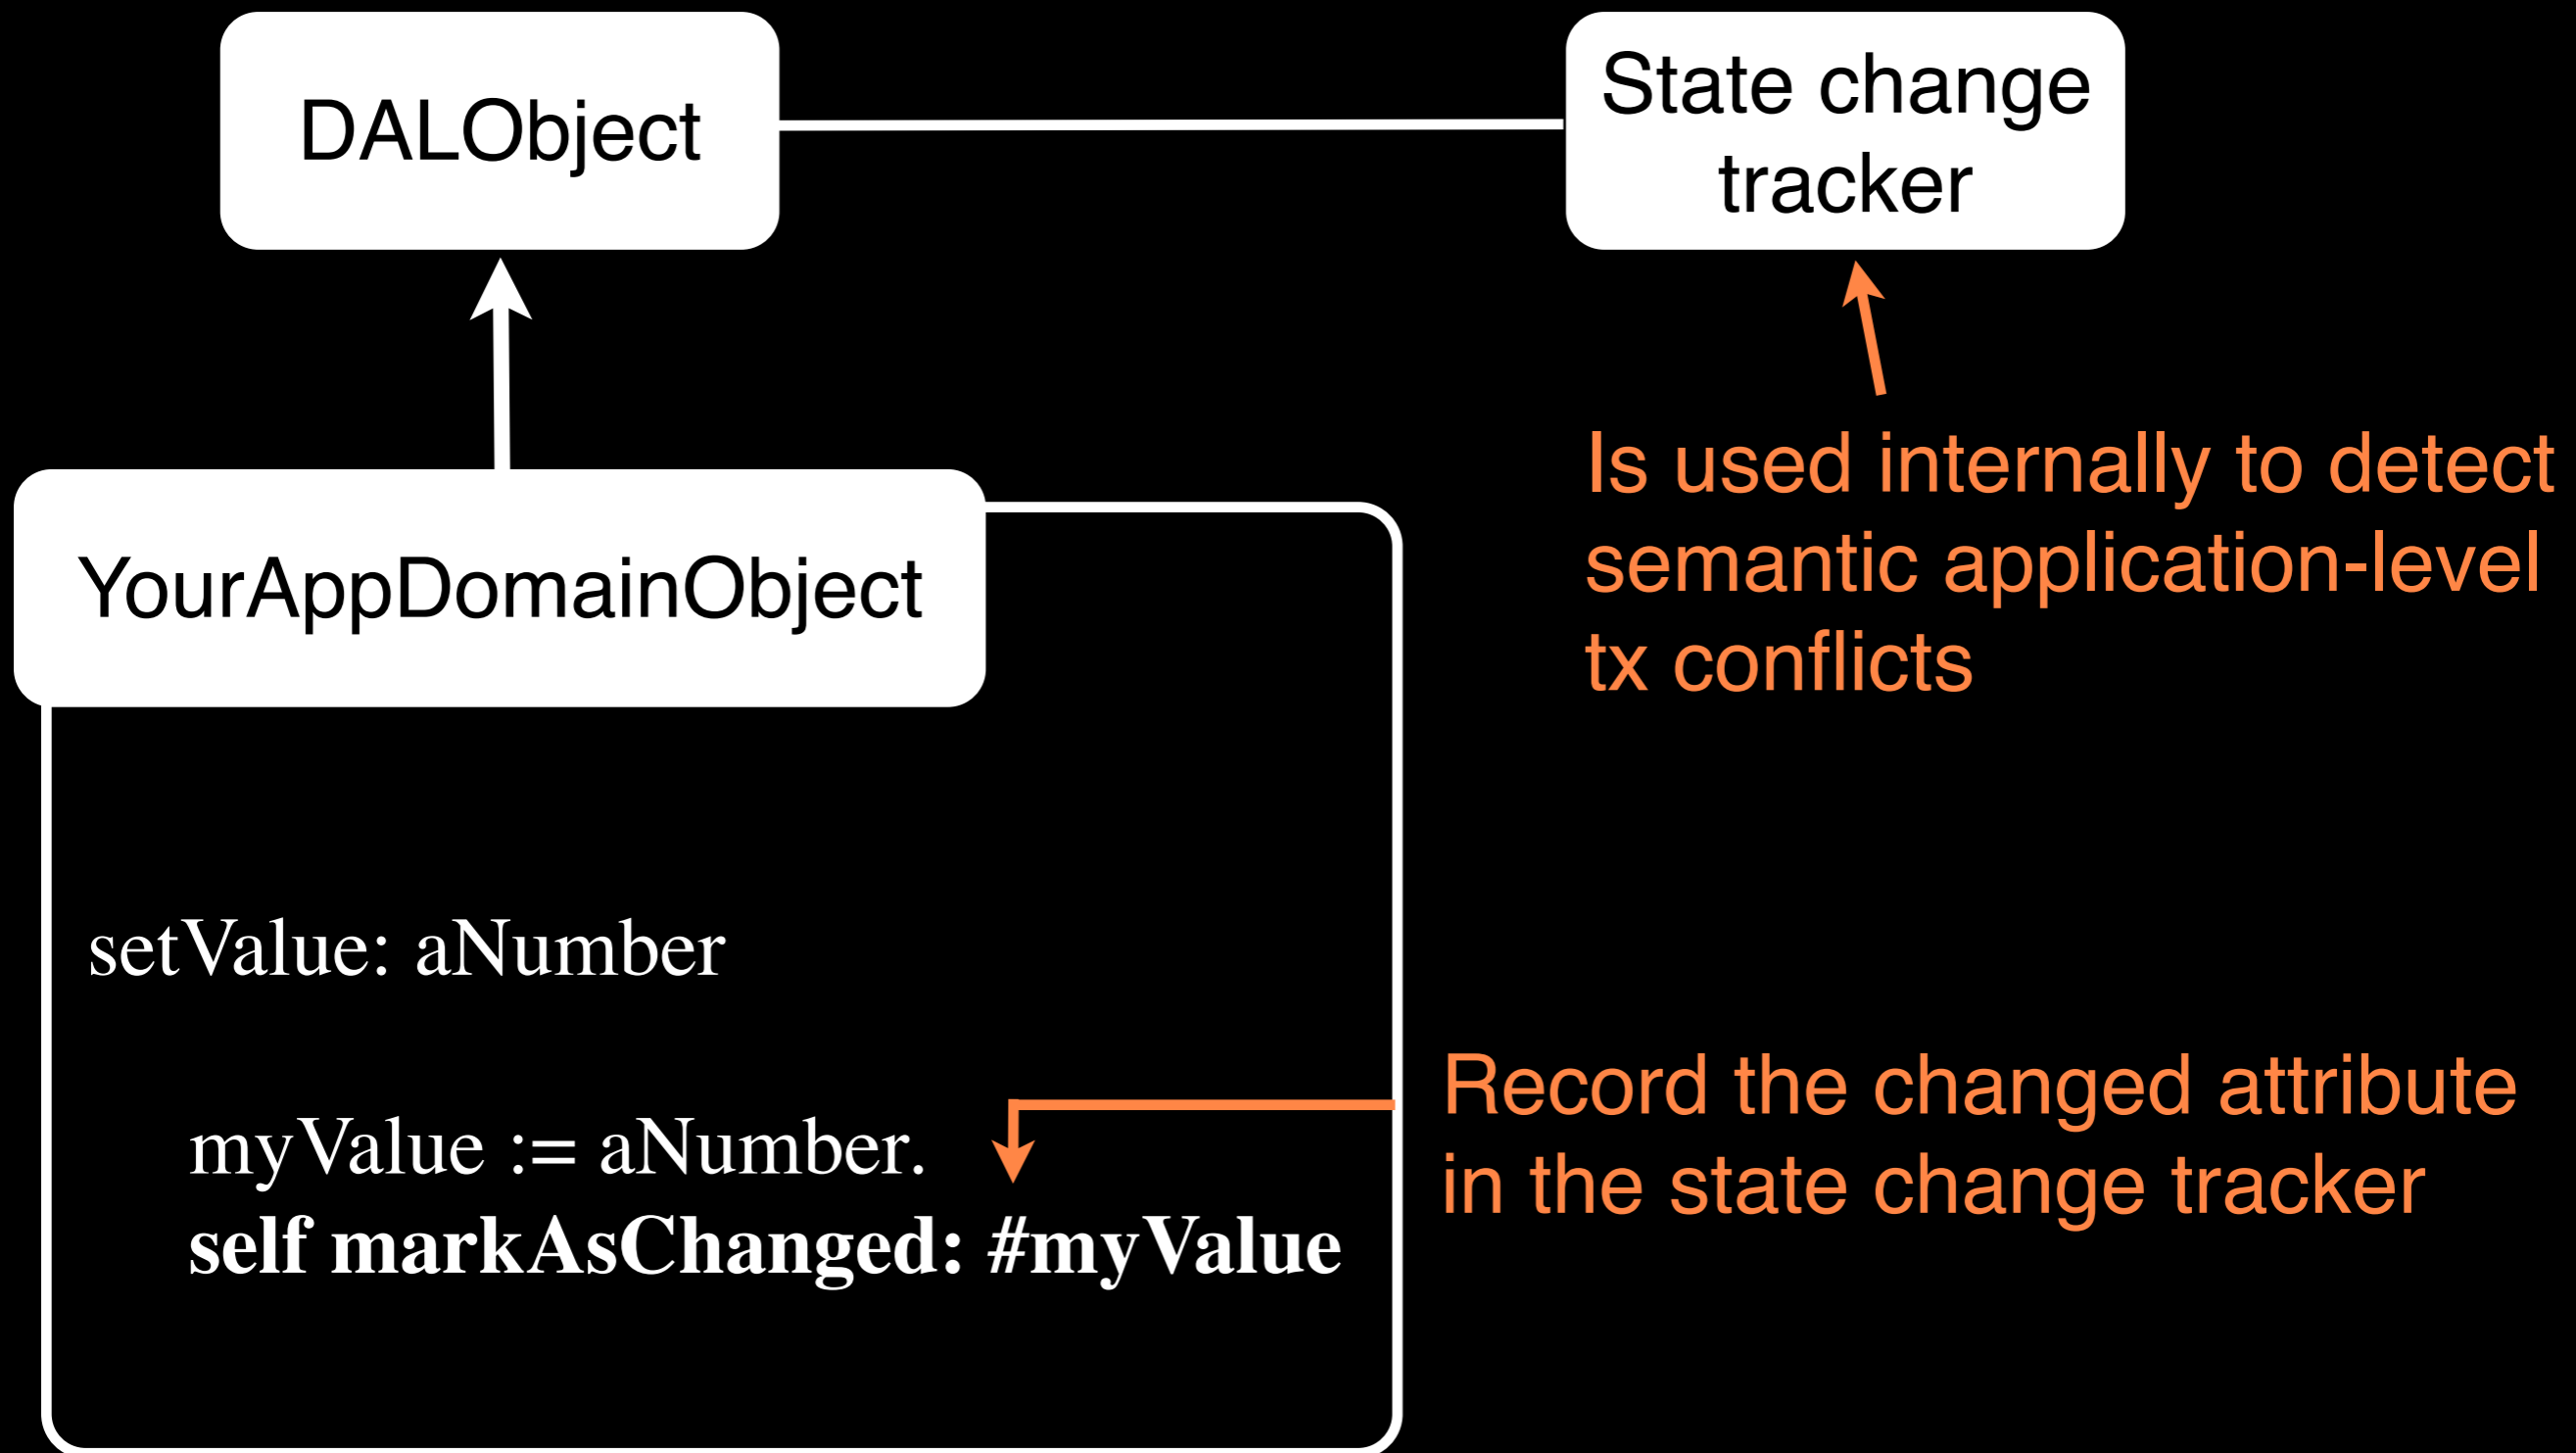 DALObject
State change
tracker
Is used internally to detect
semantic application-level
tx conflicts
YourAppDomainObject
setValue: aNumber
myValue := aNumber.
self markAsChanged: #myValue
Record the changed attribute
in the state change tracker